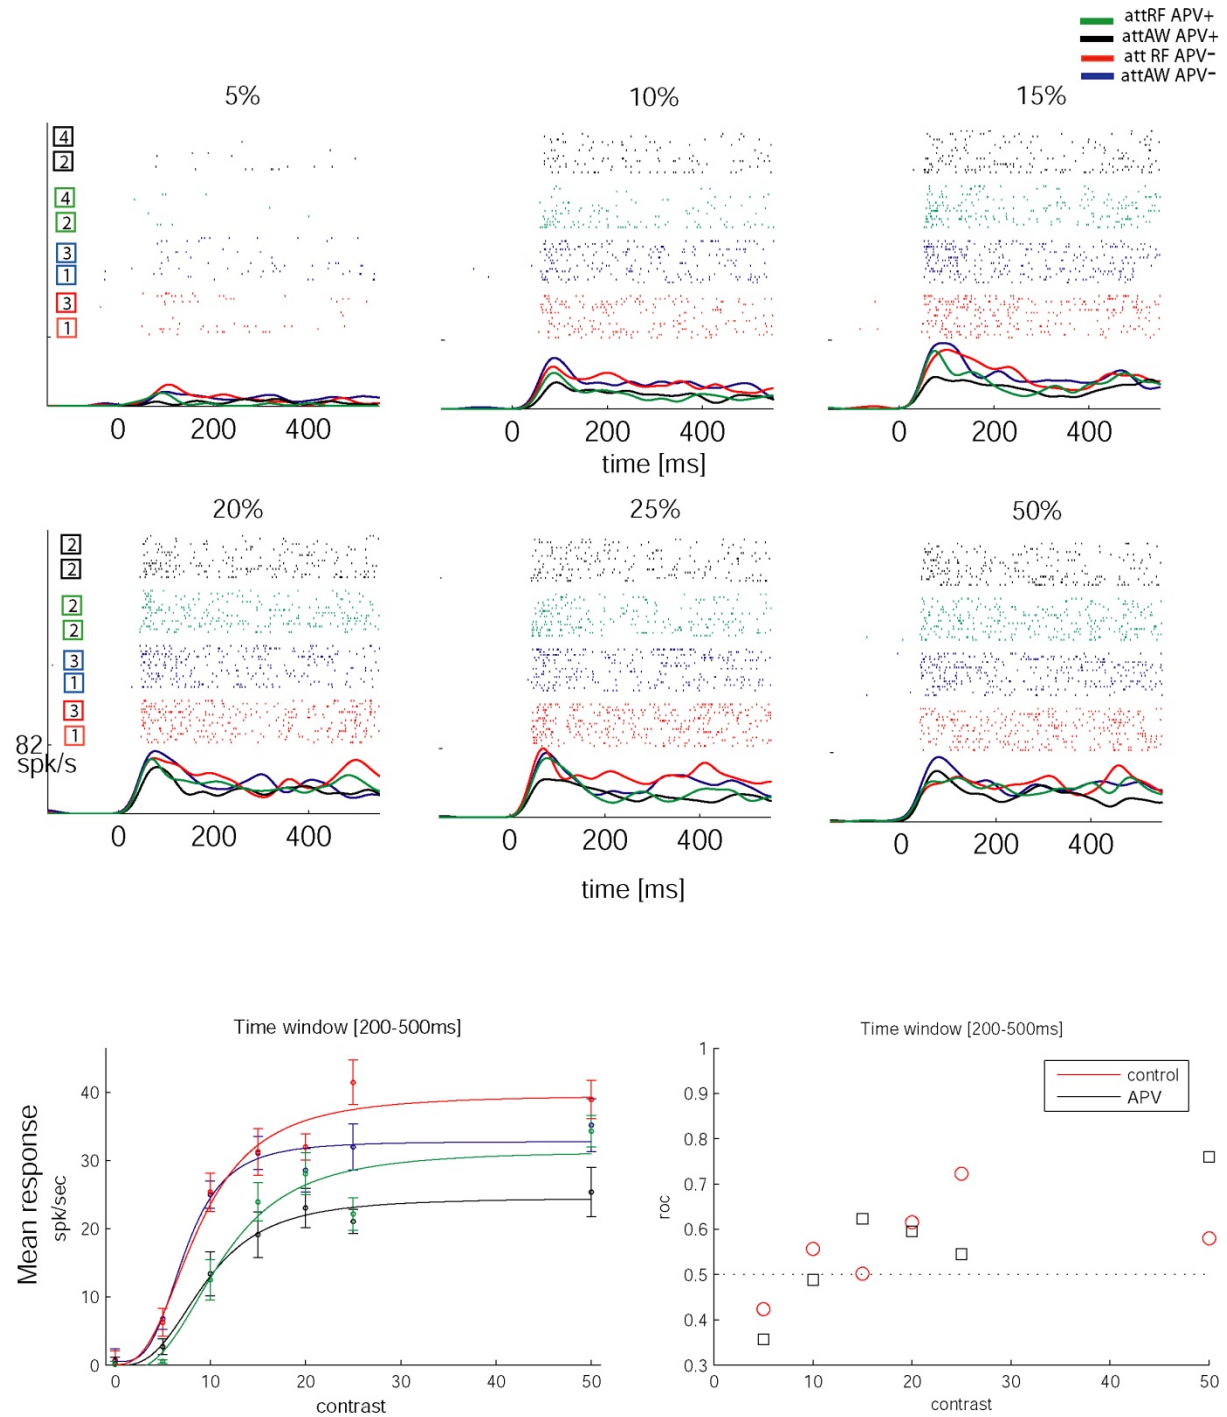 attRF APV+
attAW APV+
att RF APV-
attAW APV-
5%
10%
15%
4
2
4
2
3
1
3
1
0 200 400
0 200 400
0 200 400
time [ms]
20%
25%
50%
2
2
2
2
3
1
3
1
82
spk/s
0 200 400
0 200 400
0 200 400
time [ms]
Time window [200-500ms]
Mean response
spk/sec
40
30
20
10
0
0 10 20 30 40 50
contrast
Time window [200-500ms]
roc
1
0.9
0.8
0.7
0.6
0.5
0.4
0.3
control
APV
0 10 20 30 40 50
contrast